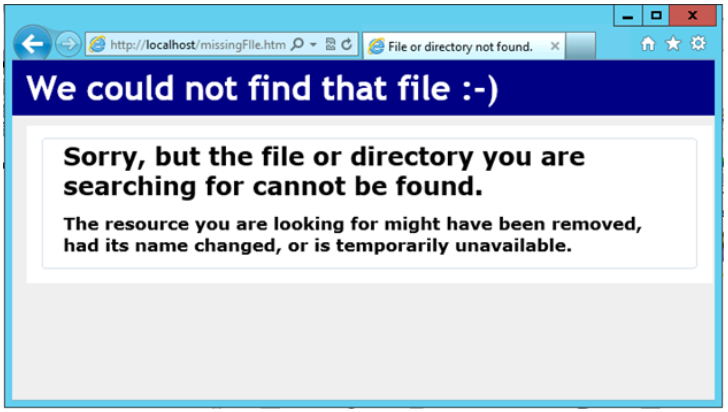 http://localhost/missingFIle.htm
File or directory not found.
We could not find that file :-)
Sorry, but the file or directory you are
searching for cannot be found.
The resource you are looking for might have been removed,
had its name changed, or is temporarily unavailable.